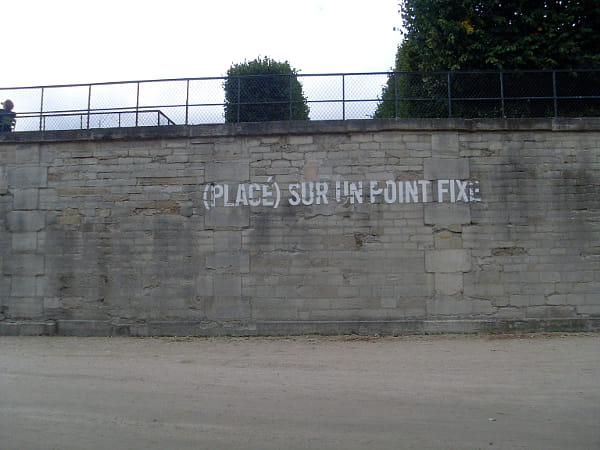 (PLACÉ) SUR UN POINT FIXE